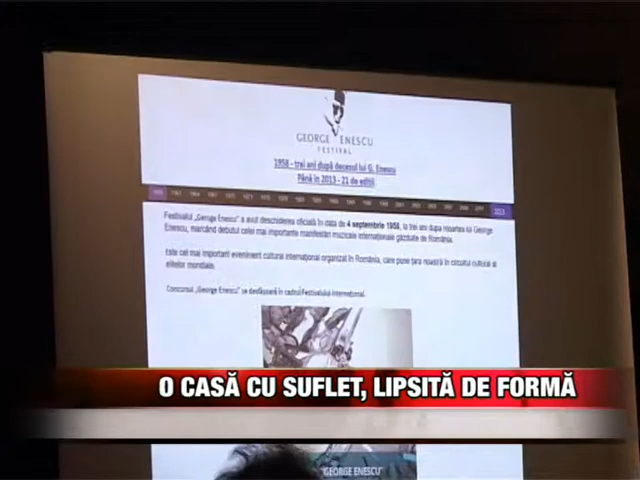 GEORGE ENESCU
FESTIVAL
1958 - trei ani după decesul lui G. Enescu
Până în 2013 - 21 de ediții
2013
Festivalul „George Enescu" a avut deschiderea oficială în data de 4 septembrie 1958, la trei ani dupa moartea lui George
Enescu, marcând debutul celei mai importante manifestări muzicale internaționale găzduite de România.
Este cel mai important eveniment cultural internațional organizat în România, care pune țara noastră în circuitul cultural al
elitelor mondiale.
Concursul „George Enescu" se desfășoară în cadrul Festivalului Internațional.
O CASĂ CU SUFLET, LIPSITĂ DE FORMĂ
"GEORGE ENESCU"